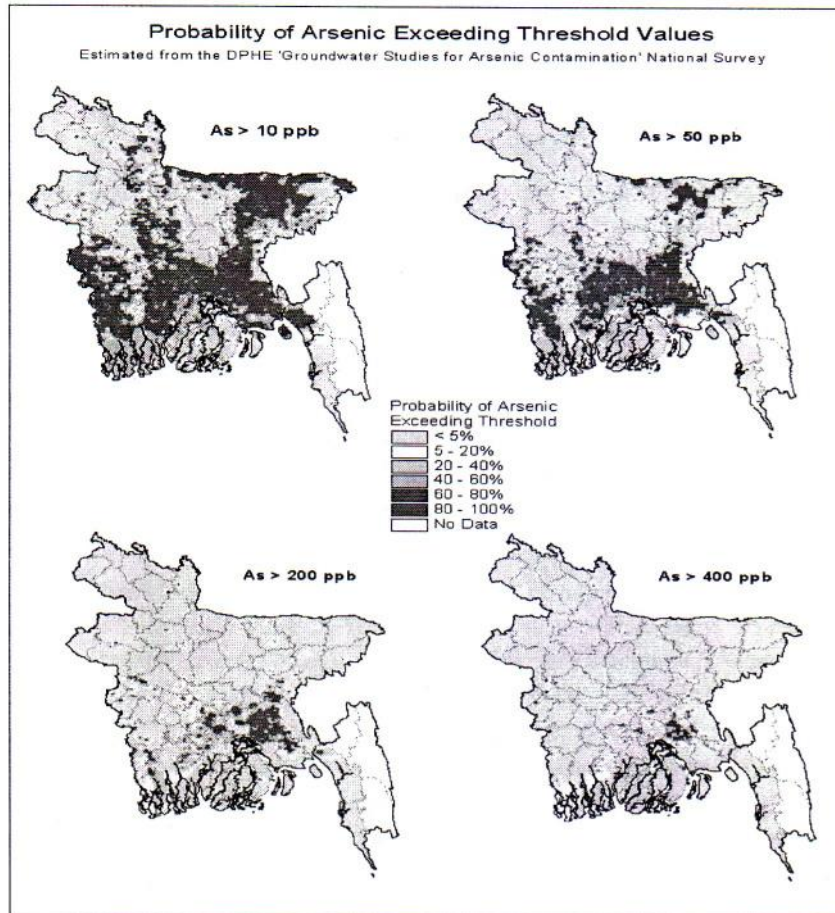 Probability of Arsenic Exceeding Threshold Values
Estimated from the DPHE 'Groundwater Studies for Arsenic Contamination' National Survey
As > 10 ppb
As > 50 ppb
Probability of Arsenic
Exceeding Threshold
< 5%
5 - 20%
20 - 40%
40 - 60%
60 - 80%
80 - 100%
No Data
As > 200 ppb
As > 400 ppb